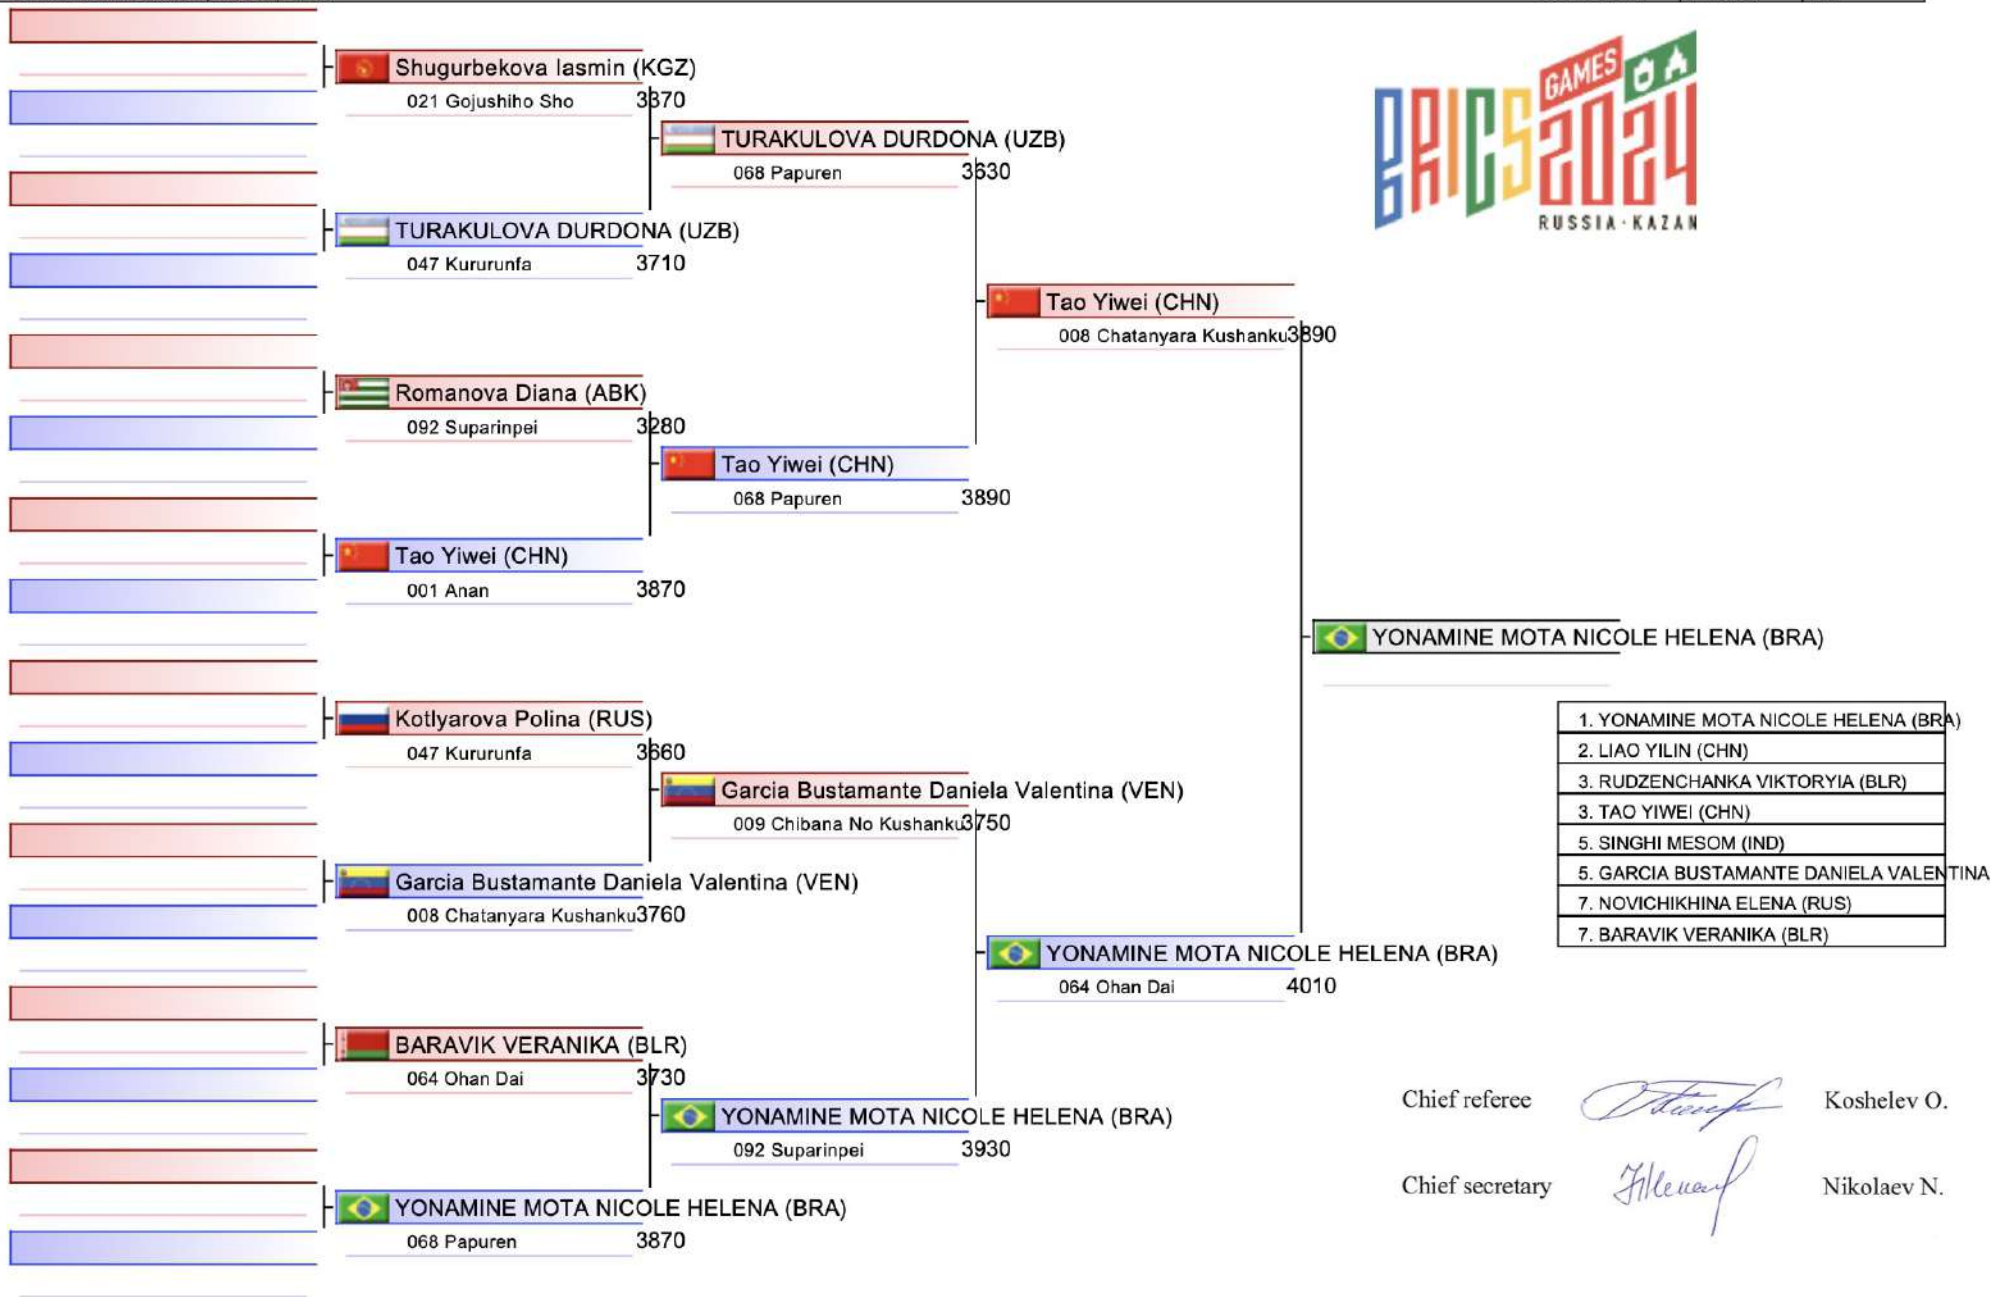 Shugurbekova Iasmin (KGZ)
021 Gojushiho Sho 3370
TURAKULOVA DURDONA (UZB)
068 Papuren 3630
TURAKULOVA DURDONA (UZB)
047 Kururunfa 3710
Tao Yiwei (CHN)
008 Chatanyara Kushanku 3890
Romanova Diana (ABK)
092 Suparinpei 3280
Tao Yiwei (CHN)
068 Papuren 3890
Tao Yiwei (CHN)
001 Anan 3870
YONAMINE MOTA NICOLE HELENA (BRA)
Kotlyarova Polina (RUS)
047 Kururunfa 3660
Garcia Bustamante Daniela Valentina (VEN)
009 Chibana No Kushanku 3750
Garcia Bustamante Daniela Valentina (VEN)
008 Chatanyara Kushanku 3760
YONAMINE MOTA NICOLE HELENA (BRA)
064 Ohan Dai 4010
BARAVIK VERANIKA (BLR)
064 Ohan Dai 3730
YONAMINE MOTA NICOLE HELENA (BRA)
092 Suparinpei 3930
YONAMINE MOTA NICOLE HELENA (BRA)
068 Papuren 3870
BRICS GAMES 2024
RUSSIA · KAZAN
1. YONAMINE MOTA NICOLE HELENA (BRA)
2. LIAO YILIN (CHN)
3. RUDZENCHANKA VIKTORYIA (BLR)
3. TAO YIWEI (CHN)
5. SINGHI MESOM (IND)
5. GARCIA BUSTAMANTE DANIELA VALENTINA
7. NOVICHIKHINA ELENA (RUS)
7. BARAVIK VERANIKA (BLR)
Chief referee Koshelev O.
Chief secretary Nikolaev N.